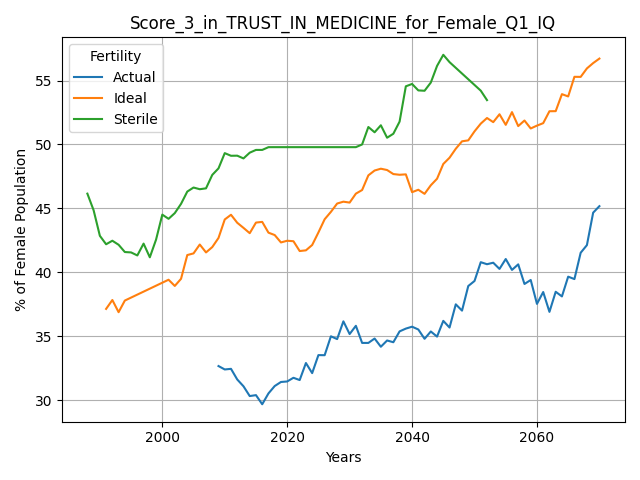 Score_3_in_TRUST_IN_MEDICINE_for_Female_Q1_IQ
Fertility
Actual
Ideal
Sterile
% of Female Population
55
50
45
40
35
30
2000
2020
2040
2060
Years